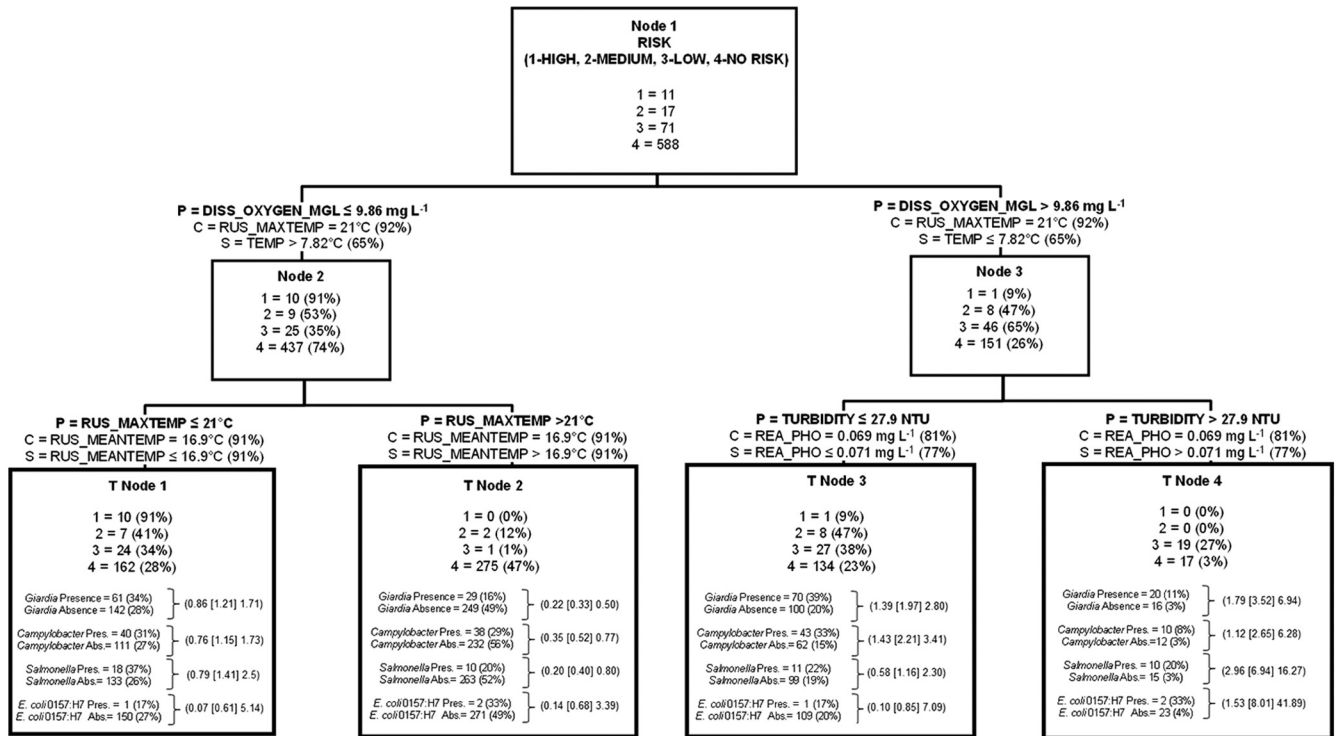 Node 1
RISK
(1-HIGH, 2-MEDIUM, 3-LOW, 4-NO RISK)
1 = 11
2 = 17
3 = 71
4 = 588
P = DISS_OXYGEN_MGL ≤ 9.86 mg L-1
C = RUS_MAXTEMP = 21°C (92%)
S = TEMP > 7.82°C (65%)
Node 2
1 = 10 (91%)
2 = 9 (53%)
3 = 25 (35%)
4 = 437 (74%)
P = DISS_OXYGEN_MGL > 9.86 mg L-1
C = RUS_MAXTEMP = 21°C (92%)
S = TEMP ≤ 7.82°C (65%)
Node 3
1 = 1 (9%)
2 = 8 (47%)
3 = 46 (65%)
4 = 151 (26%)
P = RUS_MAXTEMP ≤ 21°C
C = RUS_MEANTEMP = 16.9°C (91%)
S = RUS_MEANTEMP ≤ 16.9°C (91%)
T Node 1
1 = 10 (91%)
2 = 7 (41%)
3 = 24 (34%)
4 = 162 (28%)
Giardia Presence = 61 (34%)
Giardia Absence = 142 (28%)
(0.86 [1.21] 1.71)
Campylobacter Pres. = 40 (31%)
Campylobacter Abs.= 111 (27%)
(0.76 [1.15] 1.73)
Salmonella Pres. = 18 (37%)
Salmonella Abs.= 133 (26%)
(0.79 [1.41] 2.5)
E. coli 0157:H7 Pres. = 1 (17%)
E. coli 0157:H7 Abs.= 150 (27%)
(0.07 [0.61] 5.14)
P = RUS_MAXTEMP >21°C
C = RUS_MEANTEMP = 16.9°C (91%)
S = RUS_MEANTEMP > 16.9°C (91%)
T Node 2
1 = 0 (0%)
2 = 2 (12%)
3 = 1 (1%)
4 = 275 (47%)
Giardia Presence = 29 (16%)
Giardia Absence = 249 (49%)
(0.22 [0.33] 0.50)
Campylobacter Pres. = 38 (29%)
Campylobacter Abs. = 232 (56%)
(0.35 [0.52] 0.77)
Salmonella Pres. = 10 (20%)
Salmonella Abs.= 263 (52%)
(0.20 [0.40] 0.80)
E. coli 0157:H7 Pres. = 2 (33%)
E. coli 0157:H7 Abs.= 271 (49%)
(0.14 [0.68] 3.39)
P = TURBIDITY ≤ 27.9 NTU
C = REA_PHO = 0.069 mg L-1 (81%)
S = REA_PHO ≤ 0.071 mg L-1 (77%)
T Node 3
1 = 1 (9%)
2 = 8 (47%)
3 = 27 (38%)
4 = 134 (23%)
Giardia Presence = 70 (39%)
Giardia Absence = 100 (20%)
(1.39 [1.97] 2.80)
Campylobacter Pres. = 43 (33%)
Campylobacter Abs. = 62 (15%)
(1.43 [2.21] 3.41)
Salmonella Pres. = 11 (22%)
Salmonella Abs.= 99 (19%)
(0.58 [1.16] 2.30)
E. coli 0157:H7 Pres. = 1 (17%)
E. coli 0157:H7 Abs.= 109 (20%)
(0.10 [0.85] 7.09)
P = TURBIDITY > 27.9 NTU
C = REA_PHO = 0.069 mg L-1 (81%)
S = REA_PHO > 0.071 mg L-1 (77%)
T Node 4
1 = 0 (0%)
2 = 0 (0%)
3 = 19 (27%)
4 = 17 (3%)
Giardia Presence = 20 (11%)
Giardia Absence = 16 (3%)
(1.79 [3.52] 6.94)
Campylobacter Pres. = 10 (8%)
Campylobacter Abs.=12 (3%)
(1.12 [2.65] 6.28)
Salmonella Pres. = 10 (20%)
Salmonella Abs.= 15 (3%)
(2.96 [6.94] 16.27)
E. coli 0157:H7 Pres. = 2 (33%)
E. coli 0157:H7 Abs.= 23 (4%)
(1.53 [8.01] 41.89)